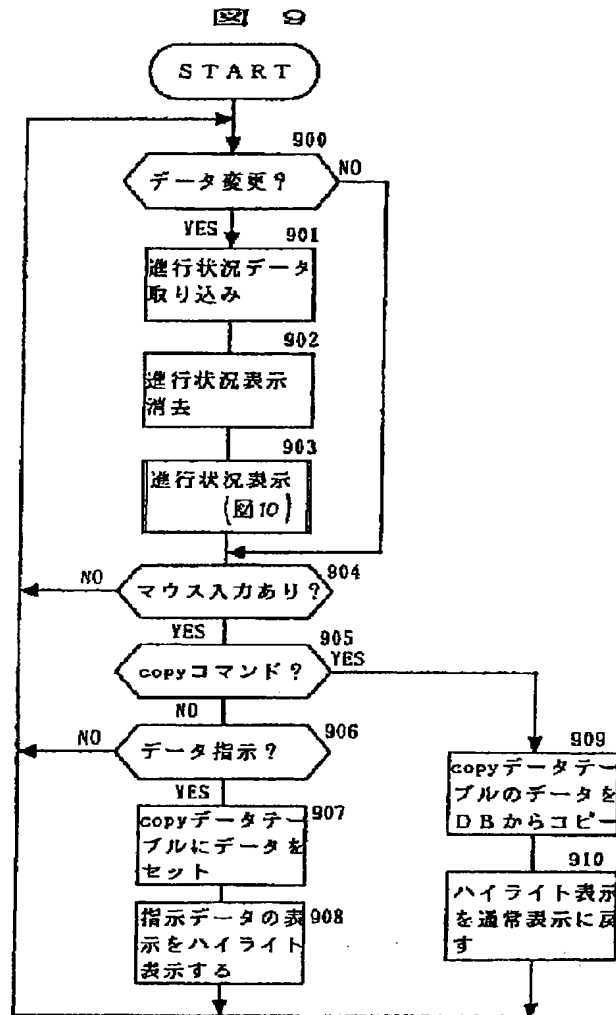 図 9
START
900
データ変更?
NO
YES
901
進行状況データ
取り込み
902
進行状況表示
消去
903
進行状況表示
(図10)
904
マウス入力あり?
NO
YES
905
copyコマンド?
YES
NO
906
データ指示?
NO
YES
907
copyデータテー
ブルにデータを
セット
908
指示データの表
示をハイライト
表示する
909
copyデータテー
ブルのデータを
DBからコピー
910
ハイライト表示
を通常表示に戻
す